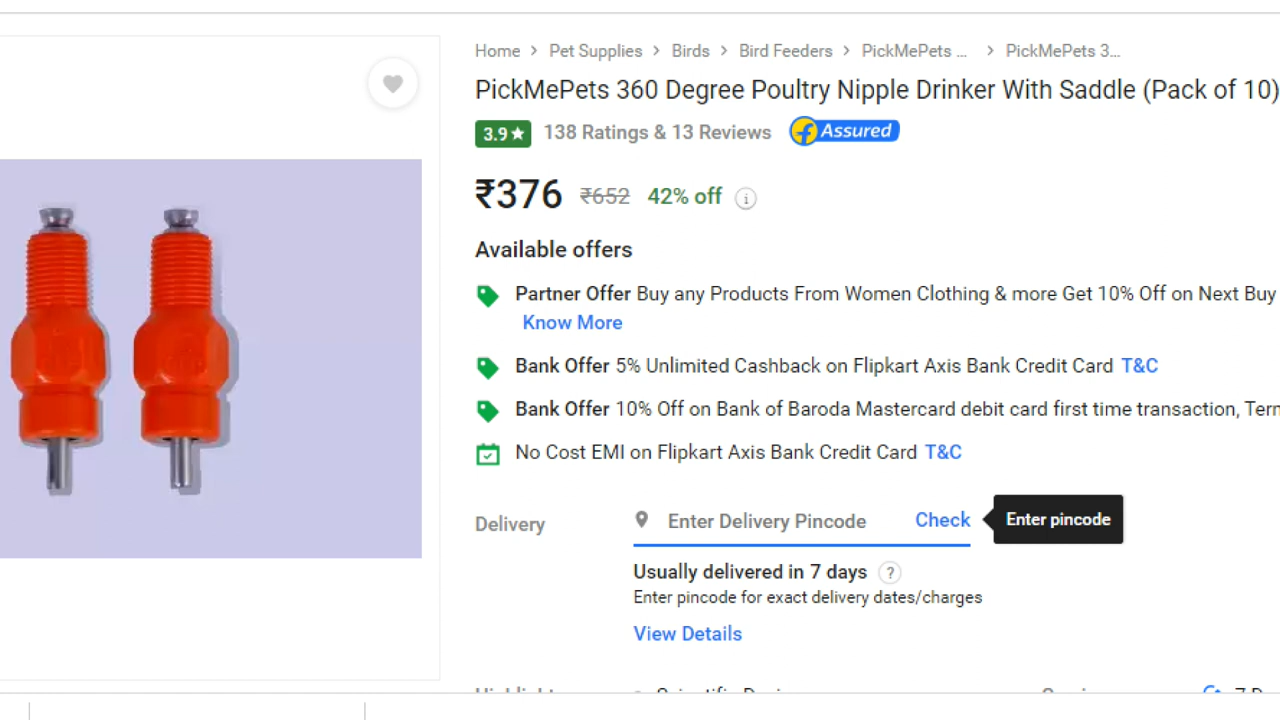 Home > Pet Supplies > Birds > Bird Feeders > PickMePets ... > PickMePets 3...
PickMePets 360 Degree Poultry Nipple Drinker With Saddle (Pack of 10)
3.9★ 138 Ratings & 13 Reviews Assured
₹376 ₹652 42% off i
Available offers
Partner Offer Buy any Products From Women Clothing & more Get 10% Off on Next Buy
Know More
Bank Offer 5% Unlimited Cashback on Flipkart Axis Bank Credit Card T&C
Bank Offer 10% Off on Bank of Baroda Mastercard debit card first time transaction,
No Cost EMI on Flipkart Axis Bank Credit Card T&C
Delivery Enter Delivery Pincode Check Enter pincode
Usually delivered in 7 days ?
Enter pincode for exact delivery dates/charges
View Details